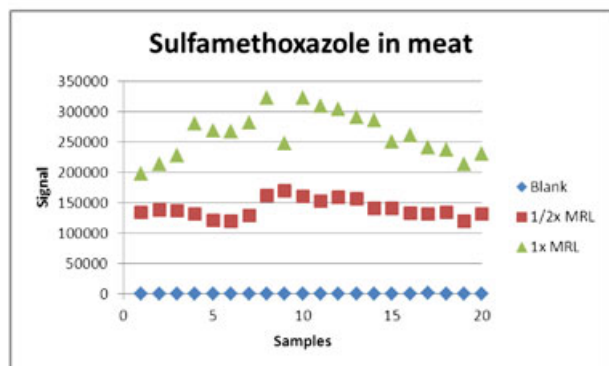 Sulfamethoxazole in meat
350000
300000
250000
200000
150000
100000
50000
0
Signal
0 5 10 15 20
Samples
Blank
1/2x MRL
1x MRL